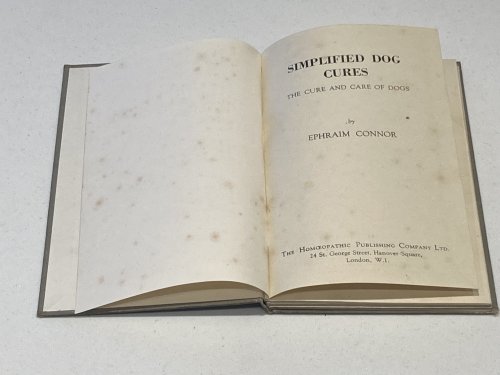 SIMPLIFIED DOG
CURES
THE CURE AND CARE OF DOGS
by
EPHRAIM CONNOR
The Homœopathic Publishing Company Ltd.
24 St. George Street, Hanover Square,
London, W.1.